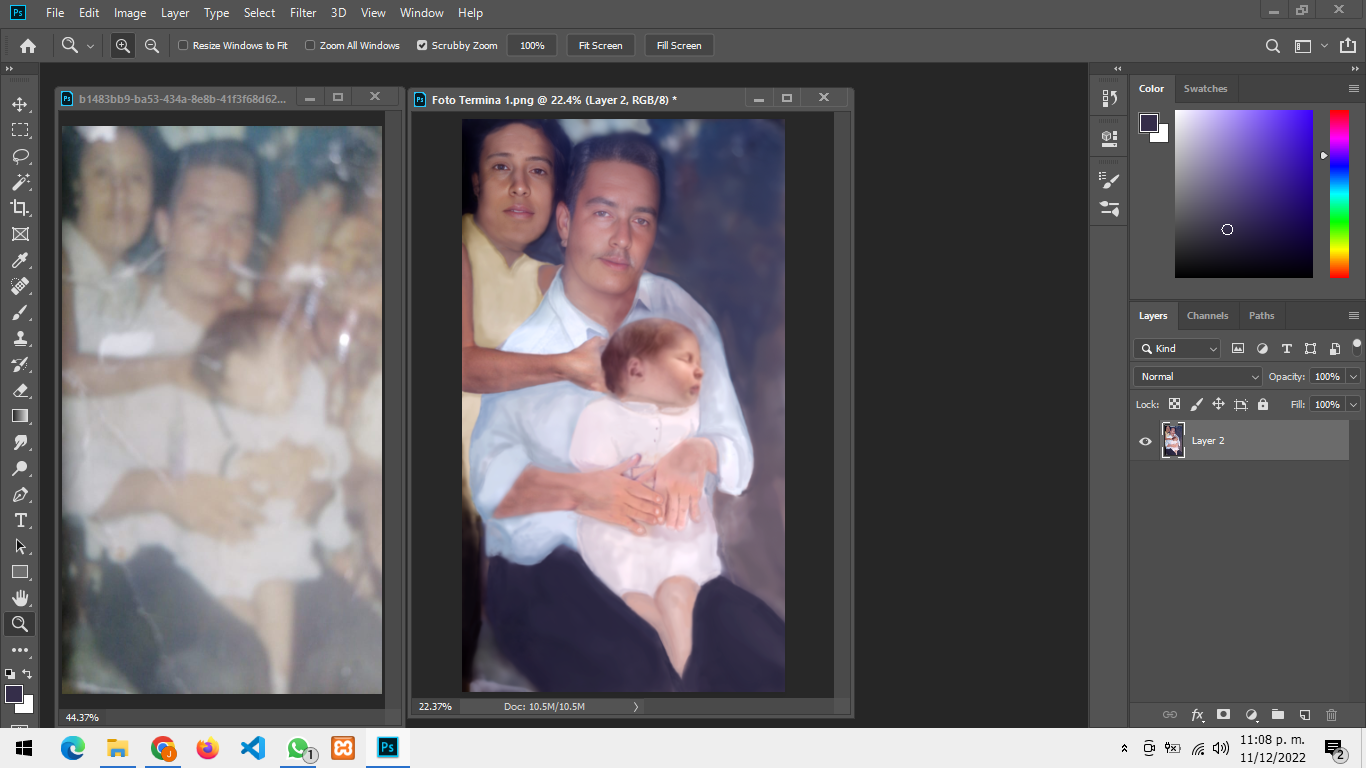 Ps File Edit Image Layer Type Select Filter 3D View Window Help
Resize Windows to Fit Zoom All Windows Scrubby Zoom 100% Fit Screen Fill Screen
Ps b1483bb9-ba53-434a-8e8b-41f3f68d62...
Ps Foto Termina 1.png @ 22.4% (Layer 2, RGB/8) *
Color Swatches
Layers Channels Paths
Kind
Normal Opacity: 100%
Lock: Fill: 100%
Layer 2
44.37%
22.37% Doc: 10.5M/10.5M
fx
1
Ps
11:08 p. m.
11/12/2022
2